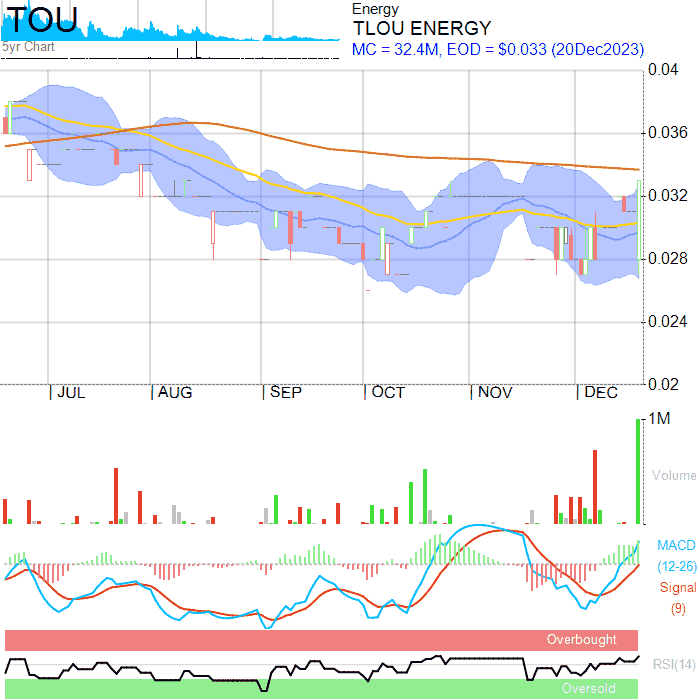 TOU
5yr Chart
Energy
TLOU ENERGY
MC = 32.4M, EOD = $0.033 (20Dec2023)
0.04
0.036
0.032
0.028
0.024
0.02
JUL
AUG
SEP
OCT
NOV
DEC
1M
Volume
MACD
(12-26)
Signal
(9)
Overbought
RSI(14)
Oversold